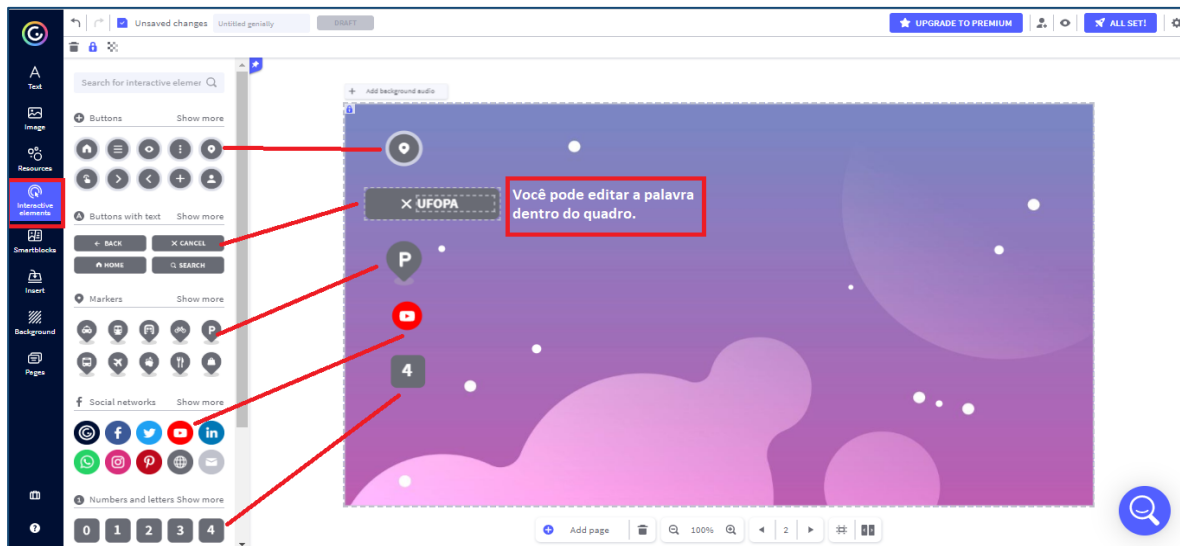 Unsaved changes
Untitled genially
DRAFT
UPGRADE TO PREMIUM
ALL SET!
Text
Image
Resources
Interactive
elements
Smartblocks
Insert
Background
Pages
Search for interactive elemer
Buttons
Show more
Buttons with text
Show more
BACK
CANCEL
HOME
SEARCH
Markers
Show more
P
Social networks
Show more
in
Numbers and letters
Show more
0 1 2 3 4
Add background audio
UFOPA
Você pode editar a palavra
dentro do quadro.
P
4
Add page
100%
2